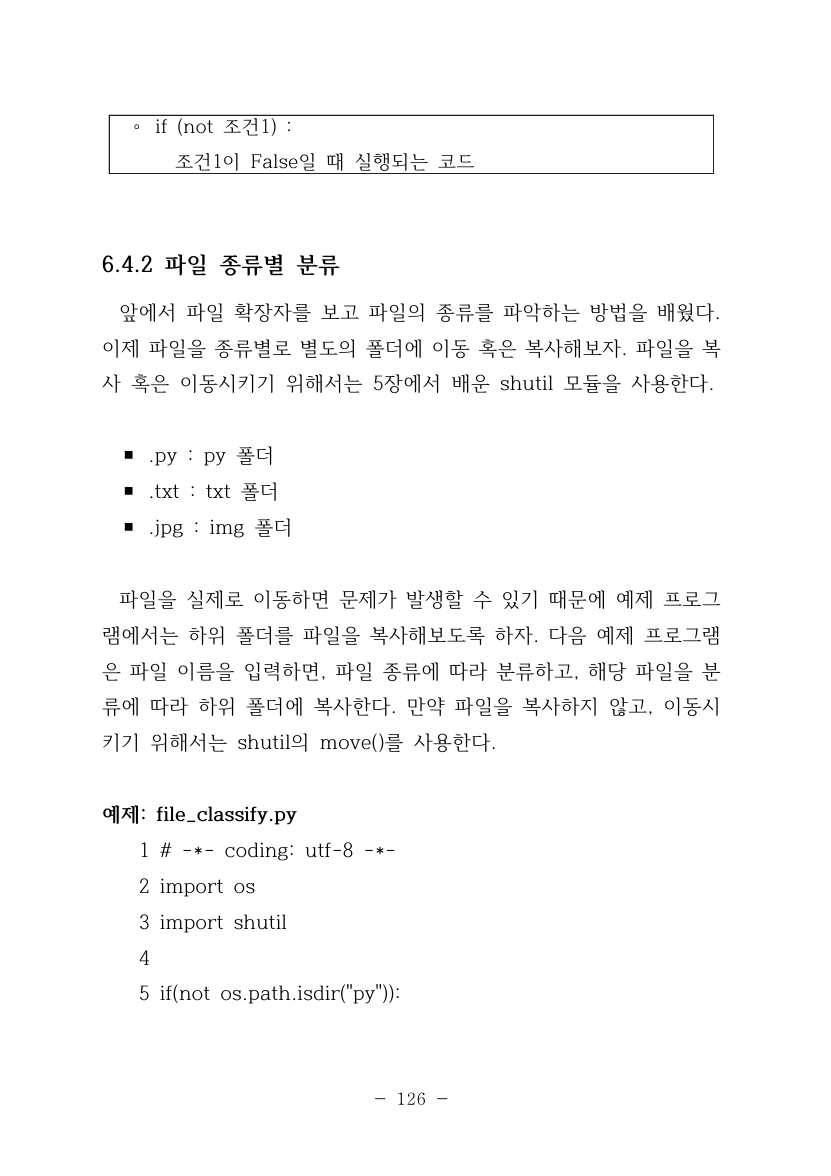 ∘ if (not 조건1) :
조건1이 False일 때 실행되는 코드
6.4.2 파일 종류별 분류
앞에서 파일 확장자를 보고 파일의 종류를 파악하는 방법을 배웠다.
이제 파일을 종류별로 별도의 폴더에 이동 혹은 복사해보자. 파일을 복
사 혹은 이동시키기 위해서는 5장에서 배운 shutil 모듈을 사용한다.
▪ .py : py 폴더
▪ .txt : txt 폴더
▪ .jpg : img 폴더
파일을 실제로 이동하면 문제가 발생할 수 있기 때문에 예제 프로그
램에서는 하위 폴더를 파일을 복사해보도록 하자. 다음 예제 프로그램
은 파일 이름을 입력하면, 파일 종류에 따라 분류하고, 해당 파일을 분
류에 따라 하위 폴더에 복사한다. 만약 파일을 복사하지 않고, 이동시
키기 위해서는 shutil의 move()를 사용한다.
예제: file_classify.py
1 # -*- coding: utf-8 -*-
2 import os
3 import shutil
4
5 if(not os.path.isdir("py")):
- 126 -